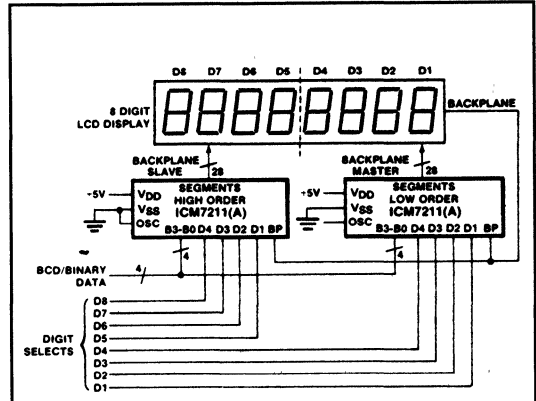 D8 D7 D6 D5 D4 D3 D2 D1
8 DIGIT
LCD DISPLAY
BACKPLANE
BACKPLANE
SLAVE
28
BACKPLANE
MASTER
28
+5V
VDD
VSS
OSC
SEGMENTS
HIGH ORDER
ICM7211(A)
B3-B0 D4 D3 D2 D1 BP
+5V
VDD
VSS
OSC
SEGMENTS
LOW ORDER
ICM7211(A)
B3-B0 D4 D3 D2 D1 BP
4
4
BCD/BINARY
DATA
4
DIGIT
SELECTS
D8
D7
D6
D5
D4
D3
D2
D1